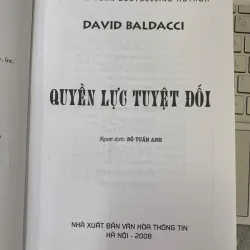 DAVID BALDACCI
, Inc.
QUYỀN LỰC TUYỆT ĐỐI
Người dịch: ĐỖ TUẤN ANH
NHÀ XUẤT BẢN VĂN HÓA THÔNG TIN
HÀ NỘI - 2008